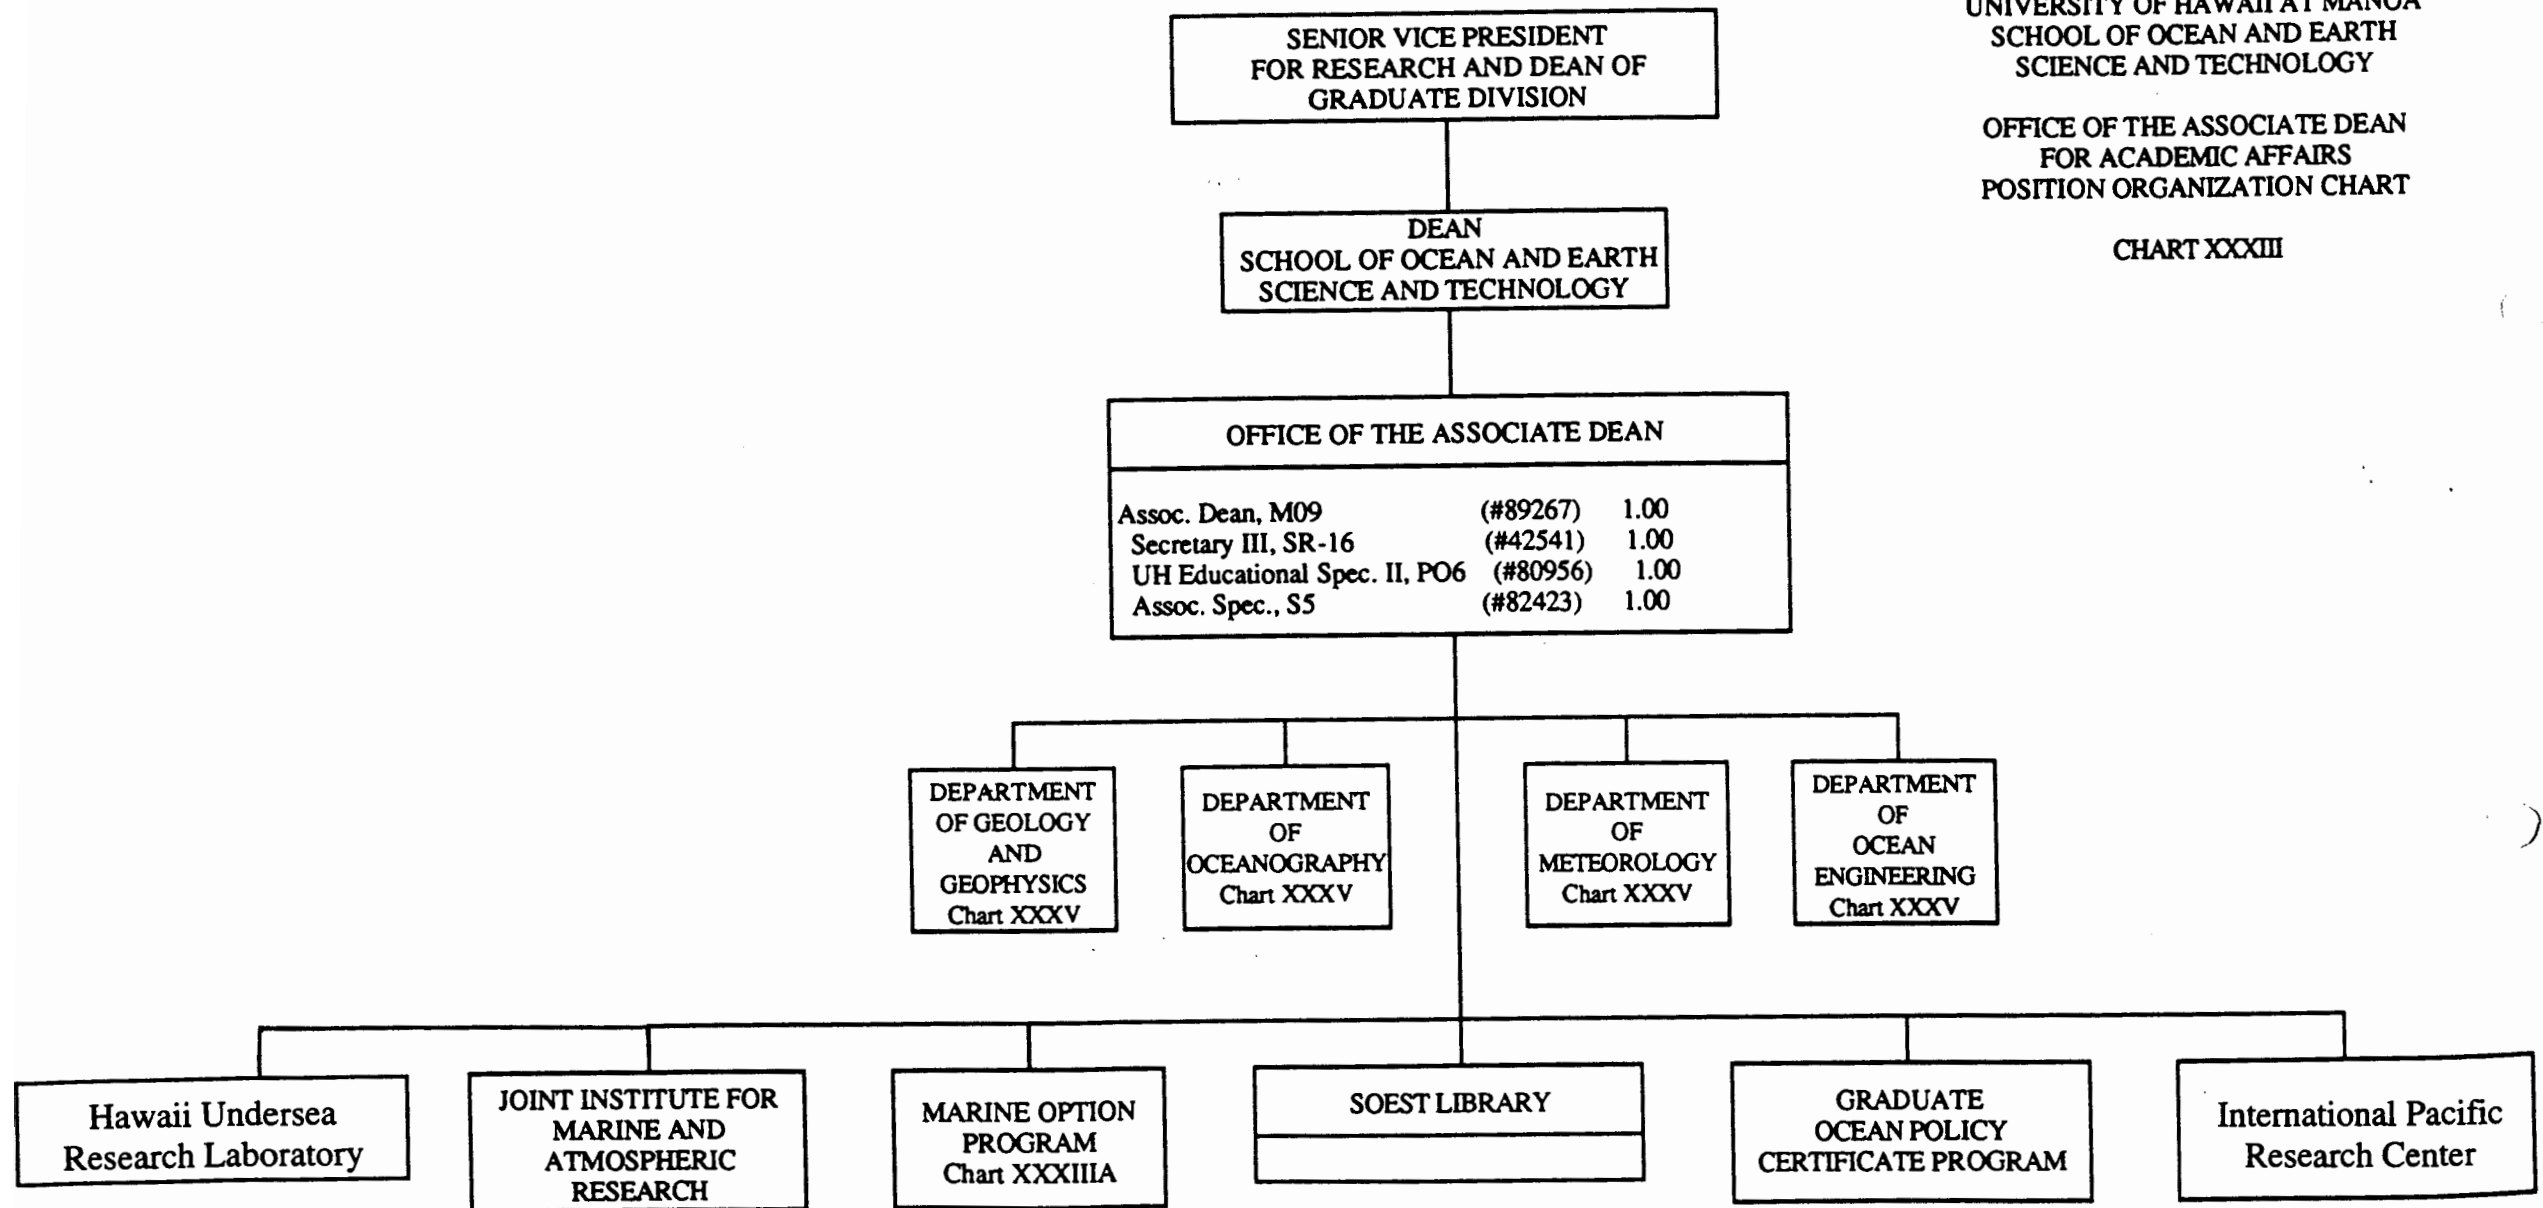 UNIVERSITY OF HAWAII AT MANOA
SCHOOL OF OCEAN AND EARTH
SCIENCE AND TECHNOLOGY
OFFICE OF THE ASSOCIATE DEAN
FOR ACADEMIC AFFAIRS
POSITION ORGANIZATION CHART
CHART XXXIII
SENIOR VICE PRESIDENT
FOR RESEARCH AND DEAN OF
GRADUATE DIVISION
DEAN
SCHOOL OF OCEAN AND EARTH
SCIENCE AND TECHNOLOGY
OFFICE OF THE ASSOCIATE DEAN
Assoc. Dean, M09 (#89267) 1.00
Secretary III, SR-16 (#42541) 1.00
UH Educational Spec. II, PO6 (#80956) 1.00
Assoc. Spec., S5 (#82423) 1.00
DEPARTMENT
OF GEOLOGY
AND
GEOPHYSICS
Chart XXXV
DEPARTMENT
OF
OCEANOGRAPHY
Chart XXXV
DEPARTMENT
OF
METEOROLOGY
Chart XXXV
DEPARTMENT
OF
OCEAN
ENGINEERING
Chart XXXV
Hawaii Undersea
Research Laboratory
JOINT INSTITUTE FOR
MARINE AND
ATMOSPHERIC
RESEARCH
MARINE OPTION
PROGRAM
Chart XXXIIIA
SOEST LIBRARY
GRADUATE
OCEAN POLICY
CERTIFICATE PROGRAM
International Pacific
Research Center